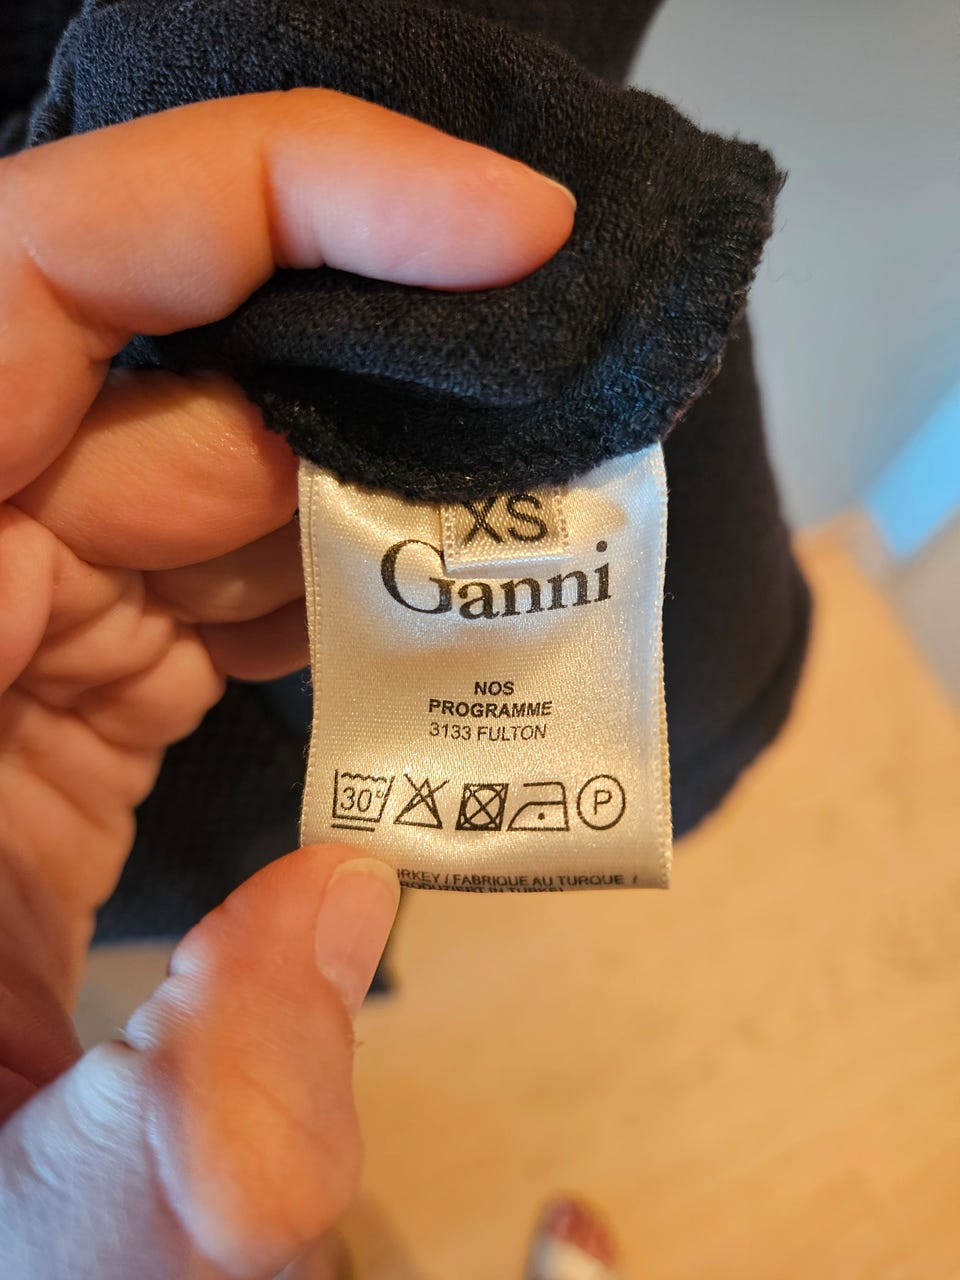 XS
Ganni
NOS
PROGRAMME
3133 FULTON
30°
P
/ FABRIQUE AU TURQUE /